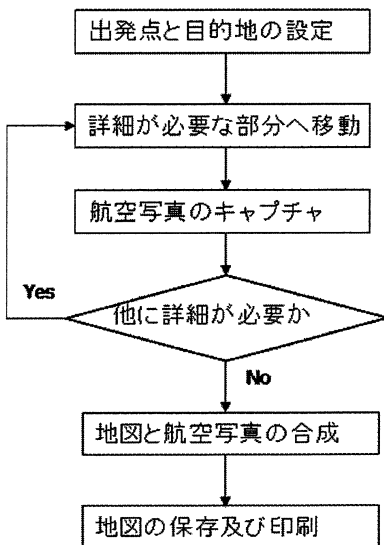 出発点と目的地の設定
詳細が必要な部分へ移動
航空写真のキャプチャ
Yes
他に詳細が必要か
No
地図と航空写真の合成
地図の保存及び印刷